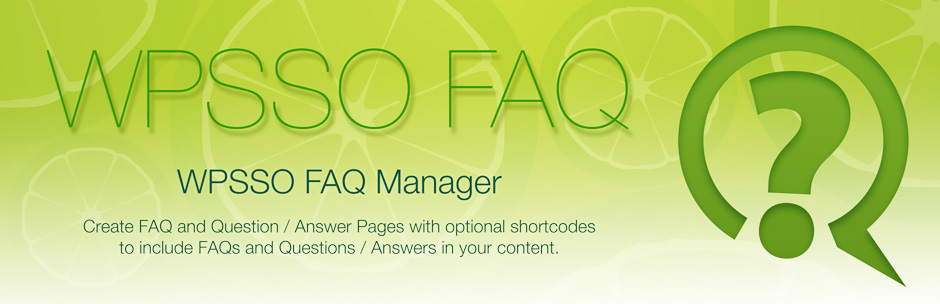 WPSSO FAQ
WPSSO FAQ Manager
Create FAQ and Question / Answer Pages with optional shortcodes
to include FAQs and Questions / Answers in your content.
?